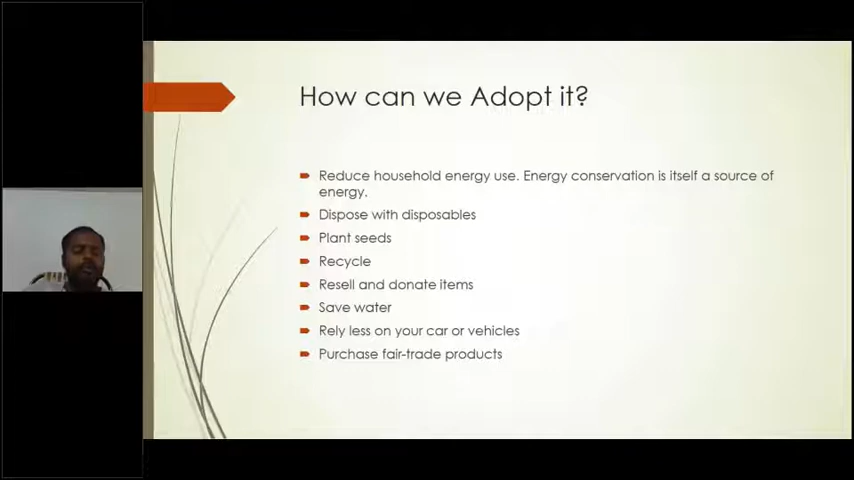 How can we Adopt it?
Reduce household energy use. Energy conservation is itself a source of
energy.
Dispose with disposables
Plant seeds
Recycle
Resell and donate items
Save water
Rely less on your car or vehicles
Purchase fair-trade products